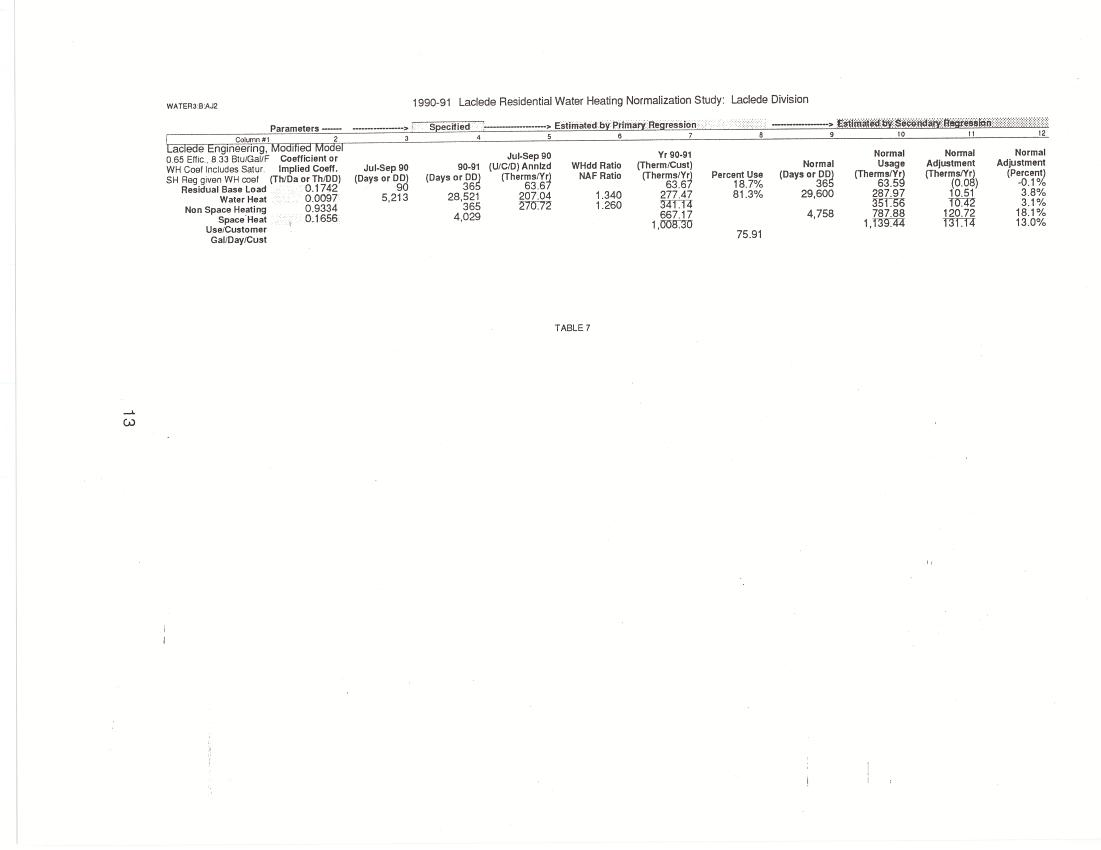 WATER3:B:AJ2
1990-91 Laclede Residential Water Heating Normalization Study: Laclede Division
Parameters ------ ----------------> Specified ------------------> Estimated by Primary Regression -----------------> Estimated by Secondary Regression
Column #1 2 3 4 5 6 7 8 9 10 11 12
Laclede Engineering, Modified Model
0.65 Effic., 8.33 Btu/Gal/F Coefficient or Jul-Sep 90 Yr 90-91 Normal Normal Normal
WH Coef Includes Satur. Implied Coeff. Jul-Sep 90 90-91 (U/C/D) Annlzd WHdd Ratio (Therm/Cust) Normal Usage Adjustment Adjustment
SH Reg given WH coef (Th/Da or Th/DD) (Days or DD) (Days or DD) (Therms/Yr) NAF Ratio (Therms/Yr) Percent Use (Days or DD) (Therms/Yr) (Therms/Yr) (Percent)
Residual Base Load 0.1742 90 365 63.67 63.67 18.7% 365 63.59 (0.08) -0.1%
Water Heat 0.0097 5,213 28,521 207.04 1.340 277.47 81.3% 29,600 287.97 10.51 3.8%
Non Space Heating 0.9334 365 270.72 1.260 341.14 351.56 10.42 3.1%
Space Heat 0.1656 4,029 667.17 4,758 787.88 120.72 18.1%
Use/Customer 1,008.30 1,139.44 131.14 13.0%
Gal/Day/Cust 75.91
TABLE 7
13